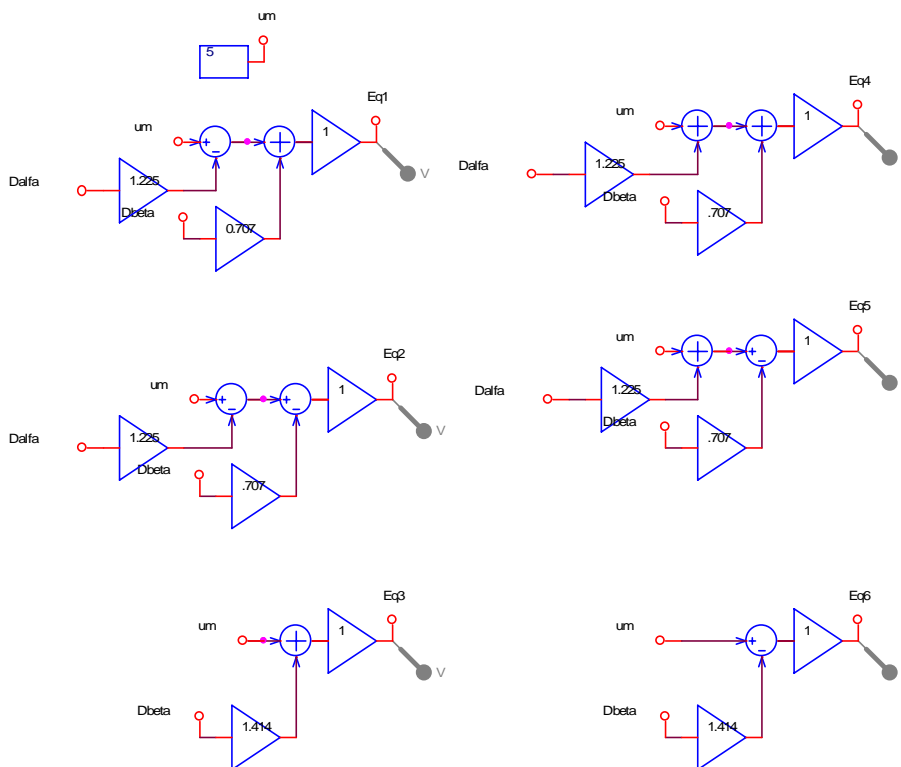 um
5
Eq1
um
1
Dalfa
1.225
Dbeta
0.707
V
Eq4
um
1
Dalfa
1.225
Dbeta
.707
Eq2
um
1
Dalfa
1.225
Dbeta
.707
V
Eq5
um
1
Dalfa
1.225
Dbeta
.707
Eq3
um
1
Dbeta
1.414
V
Eq6
um
1
Dbeta
1.414